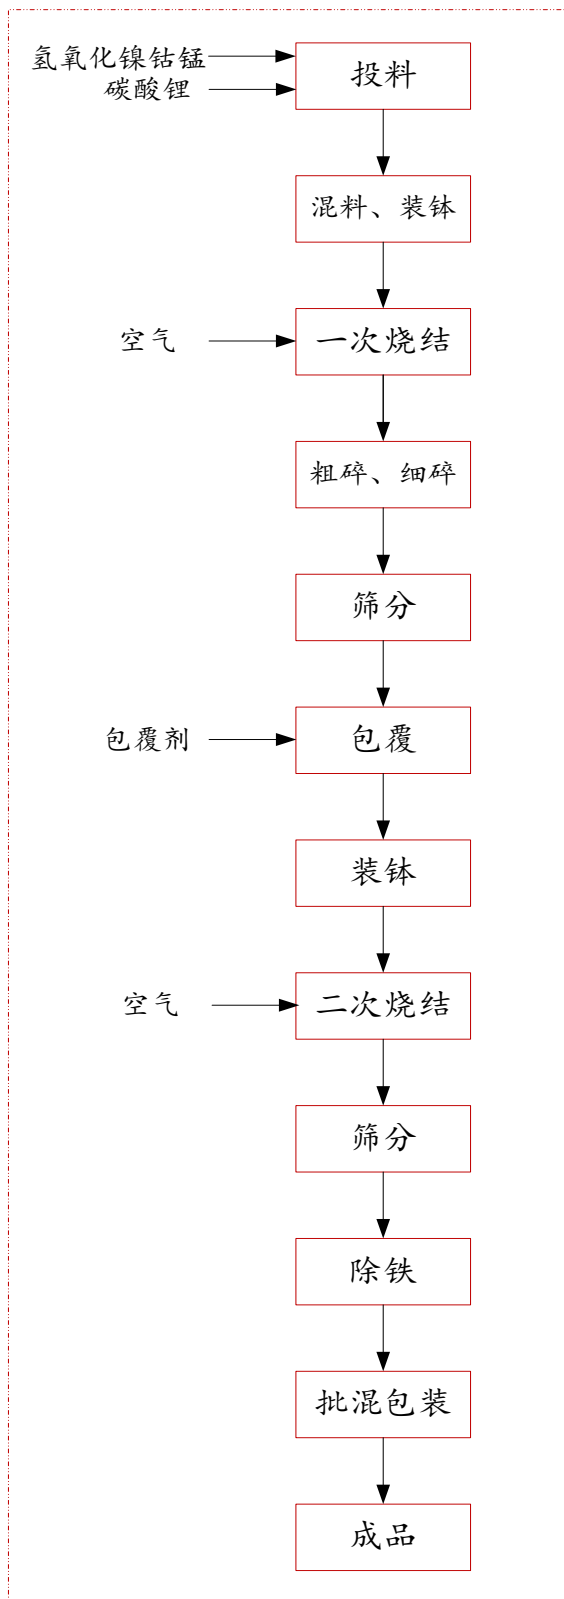 氢氧化镍钴锰
碳酸锂
投料
混料、装钵
空气
一次烧结
粗碎、细碎
筛分
包覆剂
包覆
装钵
空气
二次烧结
筛分
除铁
批混包装
成品